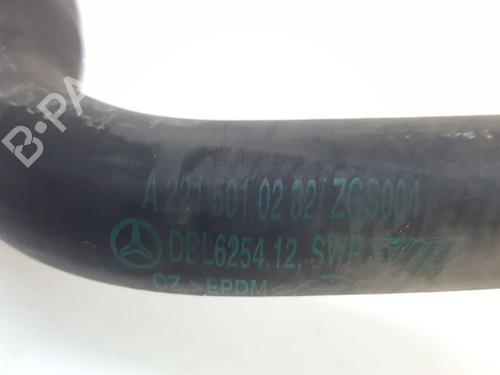 B-PA
A 221 501 02 82/ ZGS004
DBL6254.12, SWR
CZ >EPDM<